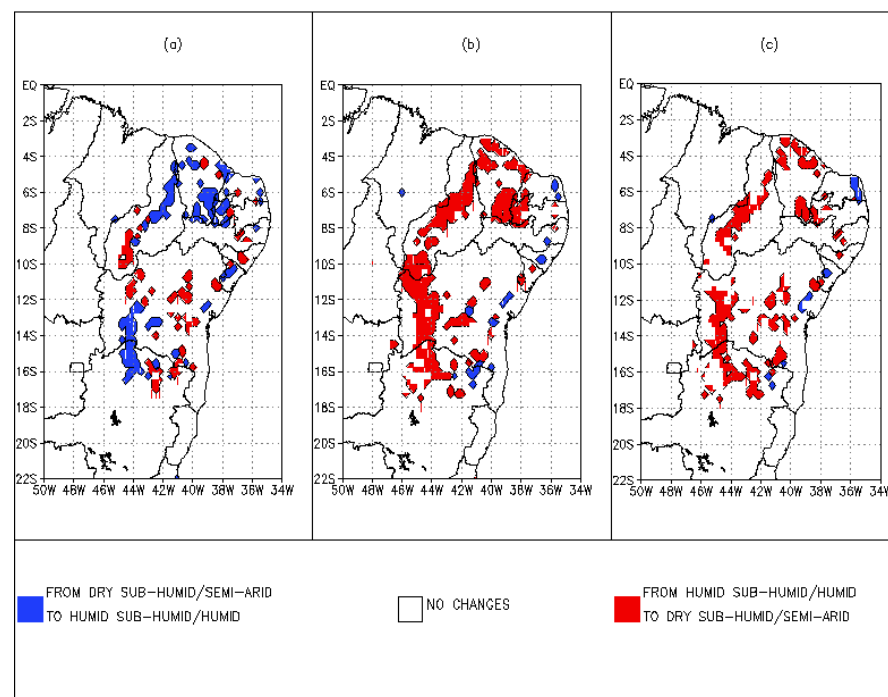 (a)
(b)
(c)
EQ
2S
4S
6S
8S
10S
12S
14S
16S
18S
20S
22S
50W 48W 46W 44W 42W 40W 38W 36W 34W
EQ
2S
4S
6S
8S
10S
12S
14S
16S
18S
20S
22S
50W 48W 46W 44W 42W 40W 38W 36W 34W
EQ
2S
4S
6S
8S
10S
12S
14S
16S
18S
20S
22S
50W 48W 46W 44W 42W 40W 38W 36W 34W
FROM DRY SUB-HUMID/SEMI-ARID
TO HUMID SUB-HUMID/HUMID
NO CHANGES
FROM HUMID SUB-HUMID/HUMID
TO DRY SUB-HUMID/SEMI-ARID